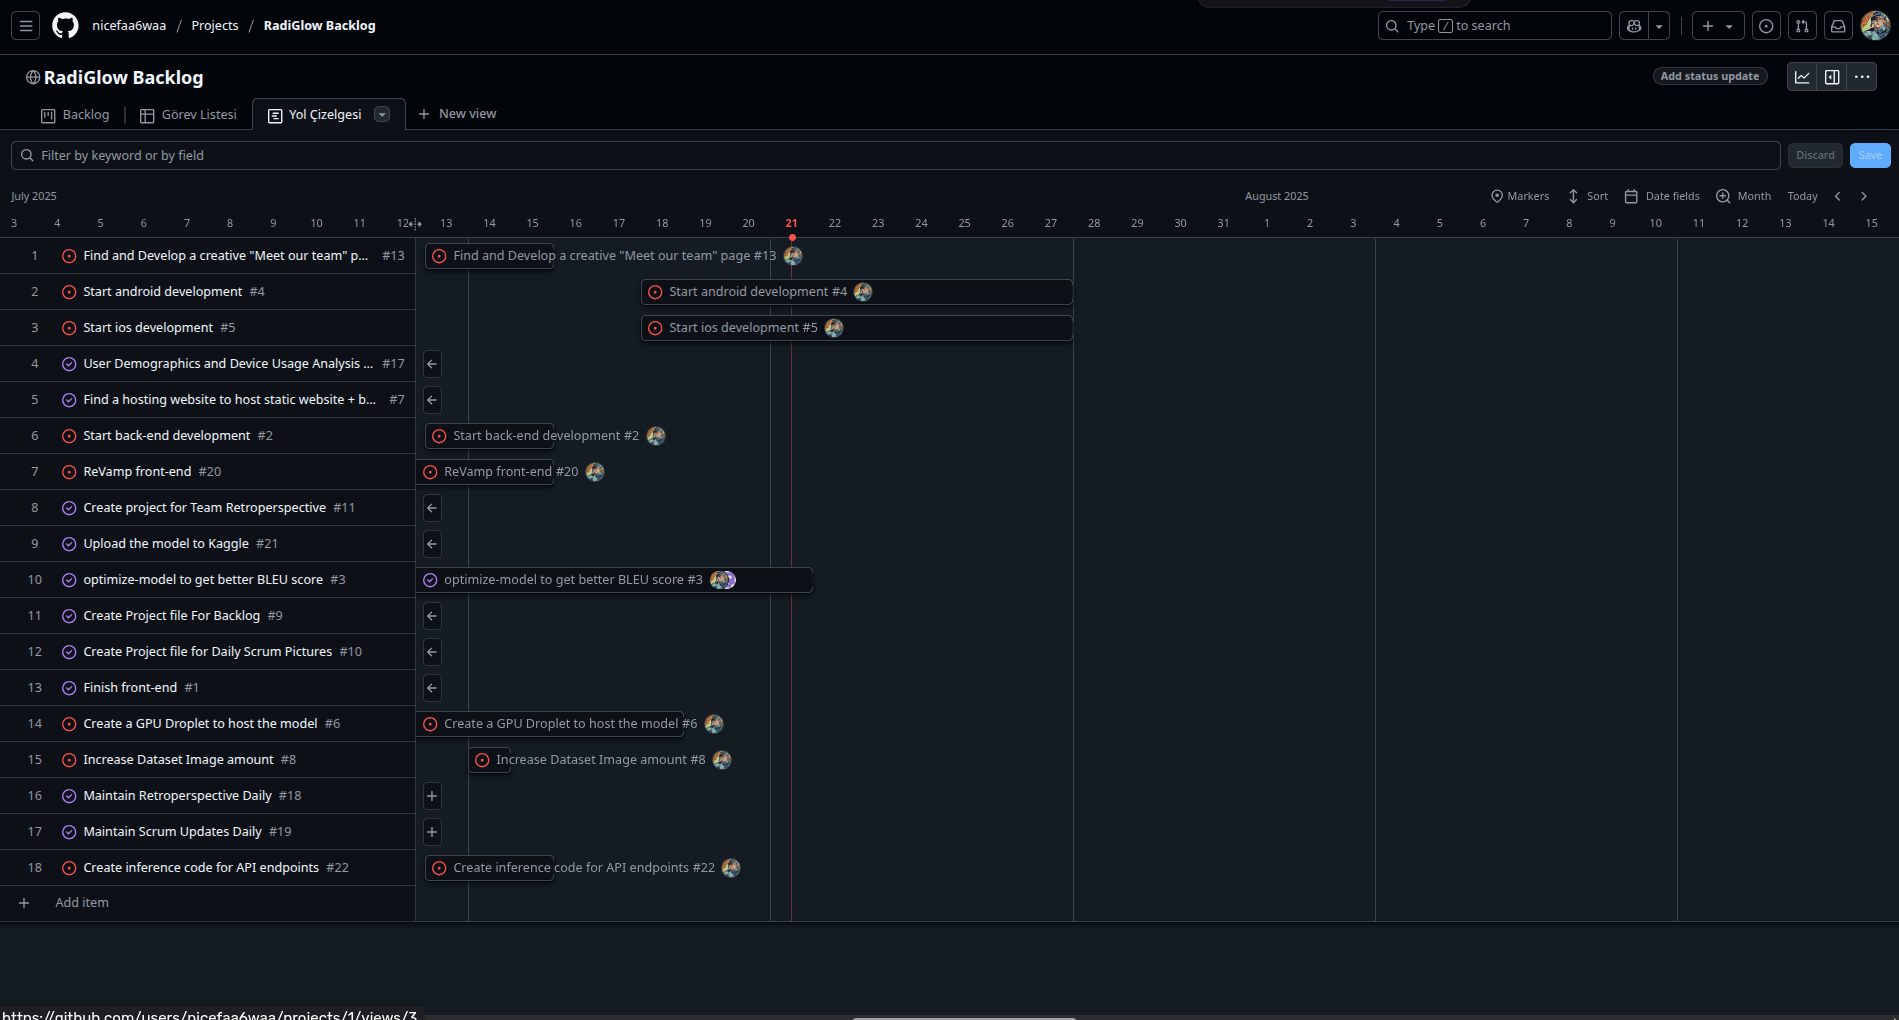 nicefaa6waa / Projects / RadiGlow Backlog
Type / to search
RadiGlow Backlog
Add status update
Backlog
Görev Listesi
Yol Çizelgesi
New view
Filter by keyword or by field
Discard
Save
July 2025
August 2025
Markers
Sort
Date fields
Month
Today
3 4 5 6 7 8 9 10 11 12 13 14 15 16 17 18 19 20 21 22 23 24 25 26 27 28 29 30 31 1 2 3 4 5 6 7 8 9 10 11 12 13 14 15
1 Find and Develop a creative "Meet our team" p... #13
Find and Develop a creative "Meet our team" page #13
2 Start android development #4
Start android development #4
3 Start ios development #5
Start ios development #5
4 User Demographics and Device Usage Analysis ... #17
5 Find a hosting website to host static website + b... #7
6 Start back-end development #2
Start back-end development #2
7 ReVamp front-end #20
ReVamp front-end #20
8 Create project for Team Retroperspective #11
9 Upload the model to Kaggle #21
10 optimize-model to get better BLEU score #3
optimize-model to get better BLEU score #3
11 Create Project file For Backlog #9
12 Create Project file for Daily Scrum Pictures #10
13 Finish front-end #1
14 Create a GPU Droplet to host the model #6
Create a GPU Droplet to host the model #6
15 Increase Dataset Image amount #8
Increase Dataset Image amount #8
16 Maintain Retroperspective Daily #18
17 Maintain Scrum Updates Daily #19
18 Create inference code for API endpoints #22
Create inference code for API endpoints #22
Add item
https://github.com/users/nicefaa6waa/projects/1/views/3